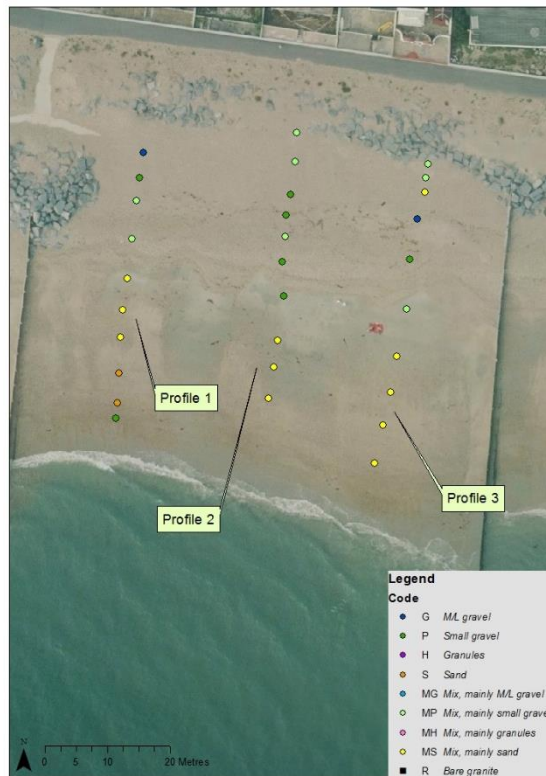 Profile 1
Profile 2
Profile 3
Legend
Code
G M/L gravel
P Small gravel
H Granules
S Sand
MG Mix, mainly M/L gravel
MP Mix, mainly small grave
MH Mix, mainly granules
MS Mix, mainly sand
R Bare granite
N
0 5 10 20 Metres